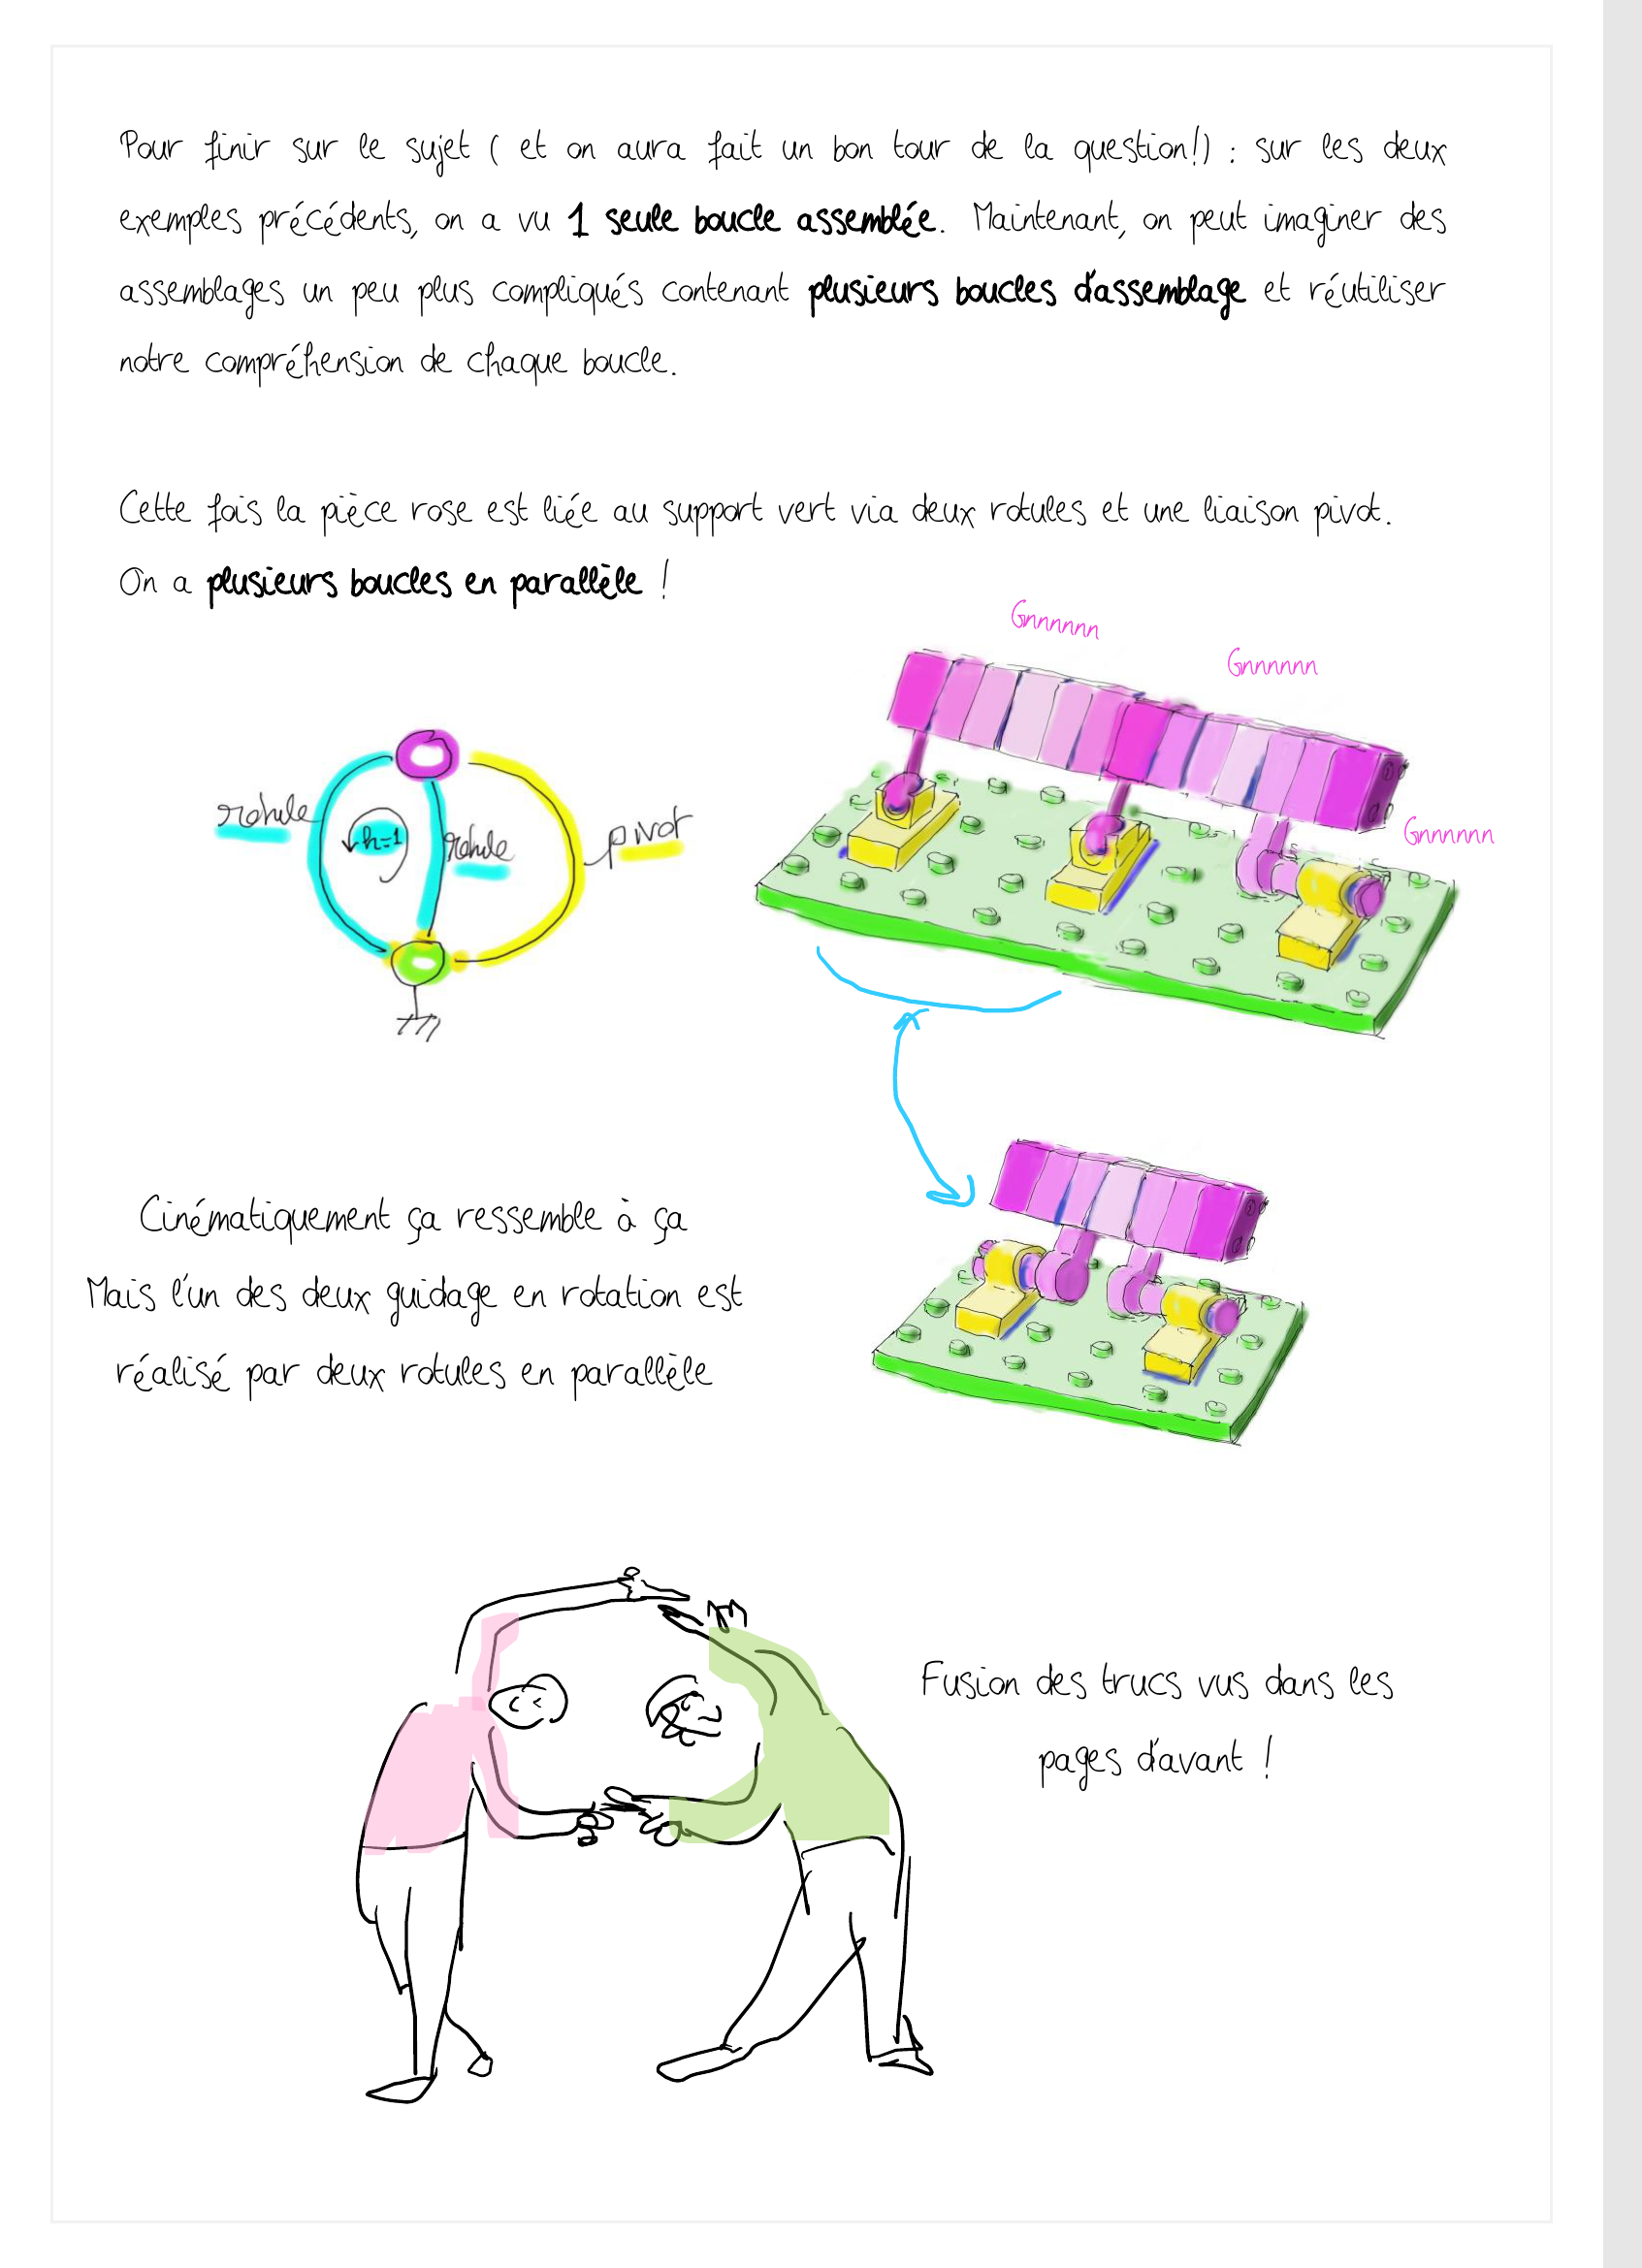 Pour finir sur le sujet ( et on aura fait un bon tour de la question!) : sur les deux
exemples précédents, on a vu 1 seule boucle assemblée. Maintenant, on peut imaginer des
assemblages un peu plus compliqués contenant plusieurs boucles d'assemblage et réutiliser
notre compréhension de chaque boucle.
Cette fois la pièce rose est liée au support vert via deux rotules et une liaison pivot.
On a plusieurs boucles en parallèle !
Gnnnnnn
Gnnnnnn
Gnnnnnn
rotule
h=1
rotule
pivot
Cinématiquement ça ressemble à ça
Mais l'un des deux guidage en rotation est
réalisé par deux rotules en parallèle
Fusion des trucs vus dans les
pages d'avant !